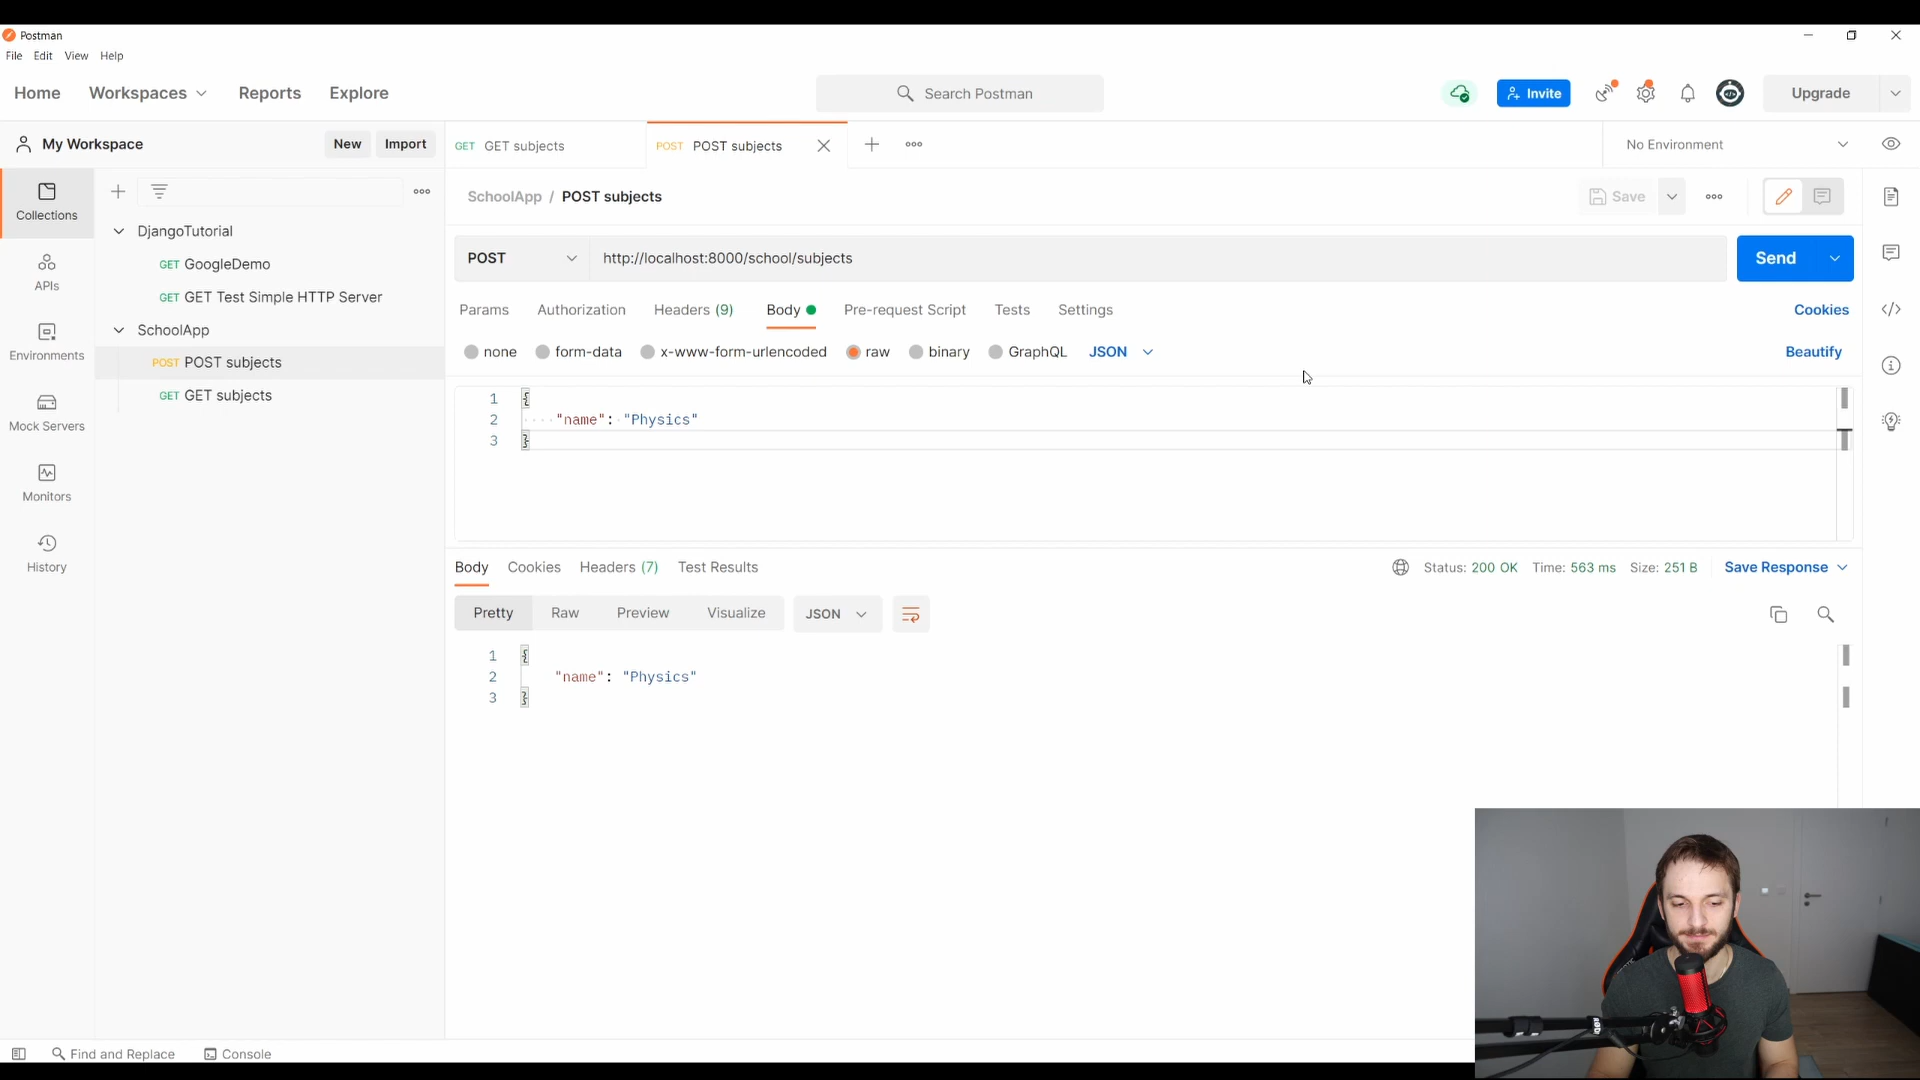 Postman
File Edit View Help
Home Workspaces Reports Explore Search Postman Invite Upgrade
My Workspace New Import GET GET subjects POST POST subjects No Environment
Collections
APIs
Environments
Mock Servers
Monitors
History
DjangoTutorial
GET GoogleDemo
GET GET Test Simple HTTP Server
SchoolApp
POST POST subjects
GET GET subjects
SchoolApp / POST subjects Save
POST http://localhost:8000/school/subjects Send
Params Authorization Headers (9) Body Pre-request Script Tests Settings Cookies
none form-data x-www-form-urlencoded raw binary GraphQL JSON Beautify
1 {
2 "name": "Physics"
3 }
Body Cookies Headers (7) Test Results Status: 200 OK Time: 563 ms Size: 251 B Save Response
Pretty Raw Preview Visualize JSON
1 {
2 "name": "Physics"
3 }
Find and Replace Console